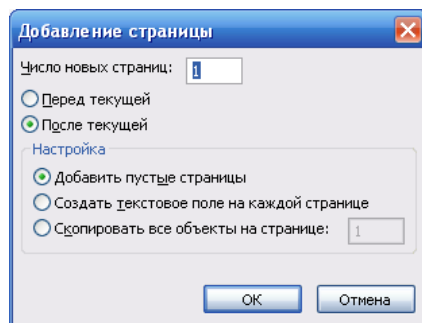 Добавление страницы
Число новых страниц: 1
Перед текущей
После текущей
Настройка
Добавить пустые страницы
Создать текстовое поле на каждой странице
Скопировать все объекты на странице: 1
ОК Отмена